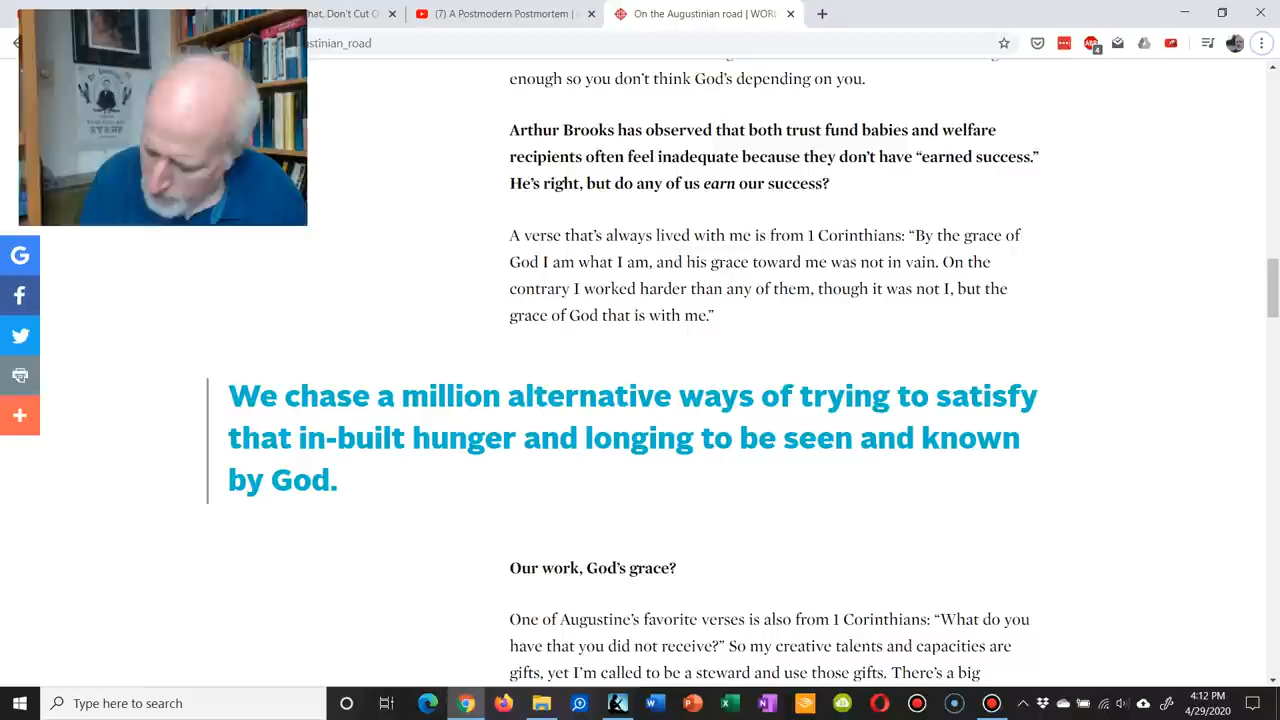 hat, Don't Cut O
(7) A Postmodern Postmortem |
On the Augustinian road | WORL
stinian_road
ABP
4
enough so you don't think God's depending on you.
Arthur Brooks has observed that both trust fund babies and welfare
recipients often feel inadequate because they don't have “earned success.”
He's right, but do any of us earn our success?
A verse that's always lived with me is from 1 Corinthians: “By the grace of
God I am what I am, and his grace toward me was not in vain. On the
contrary I worked harder than any of them, though it was not I, but the
grace of God that is with me.”
We chase a million alternative ways of trying to satisfy
that in-built hunger and longing to be seen and known
by God.
Our work, God's grace?
One of Augustine's favorite verses is also from 1 Corinthians: “What do you
have that you did not receive?” So my creative talents and capacities are
gifts, yet I'm called to be a steward and use those gifts. There's a big
Type here to search
4:12 PM
4/29/2020